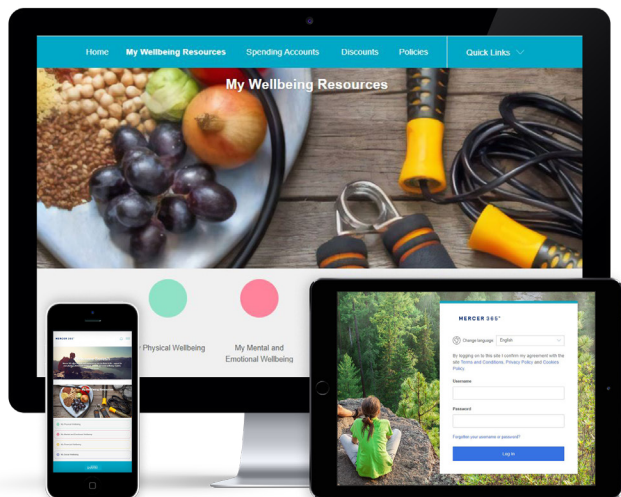 Home My Wellbeing Resources Spending Accounts Discounts Policies Quick Links
My Wellbeing Resources
Physical Wellbeing
My Mental and
Emotional Wellbeing
MERCER 365°
Change language English
By logging on to this site I confirm my agreement with the
site Terms and Conditions, Privacy Policy and Cookies
Policy.
Username
Password
Forgotten your username or password?
Log in
MERCER 365°